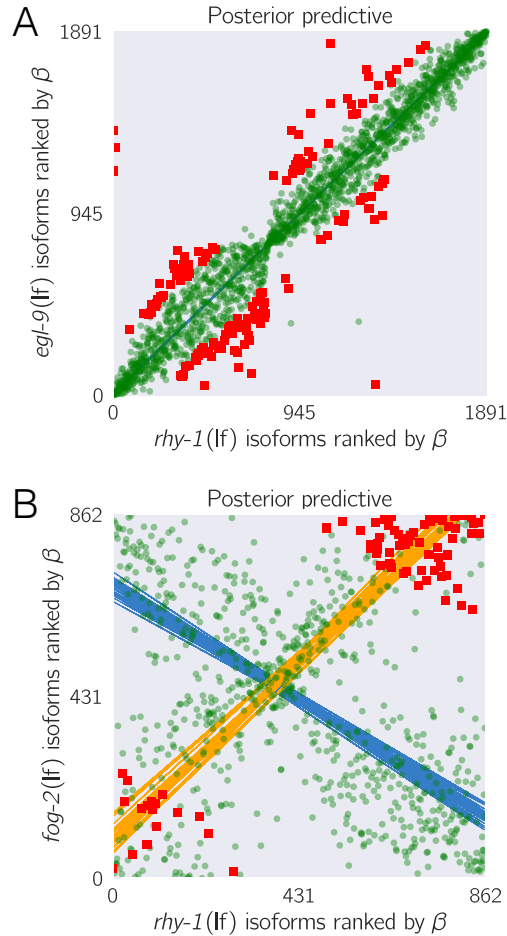 A
Posterior predictive
1891
945
0
egl-9(lf) isoforms ranked by β
0 945 1891
rhy-1(lf) isoforms ranked by β
B
Posterior predictive
862
431
0
fog-2(lf) isoforms ranked by β
0 431 862
rhy-1(lf) isoforms ranked by β